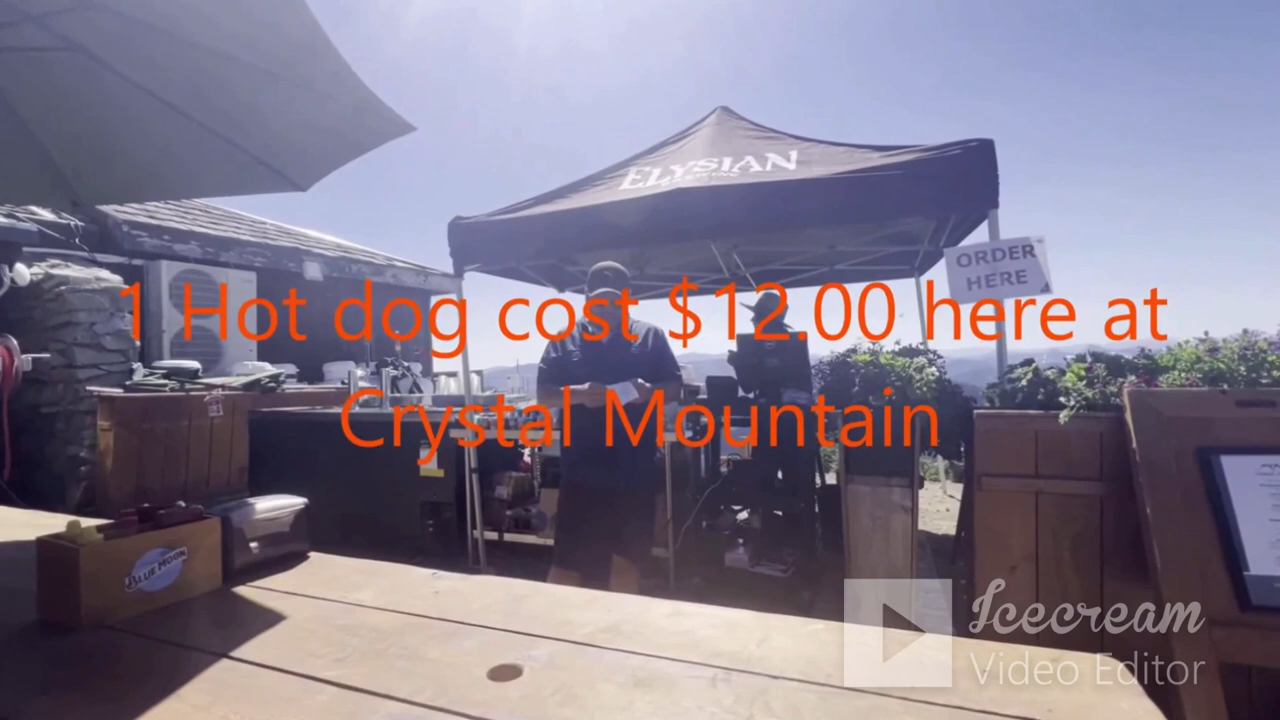 ELYSIAN
ORDER
HERE
1 Hot dog cost $12.00 here at
Crystal Mountain
BLUE MOON
Icecream
Video Editor